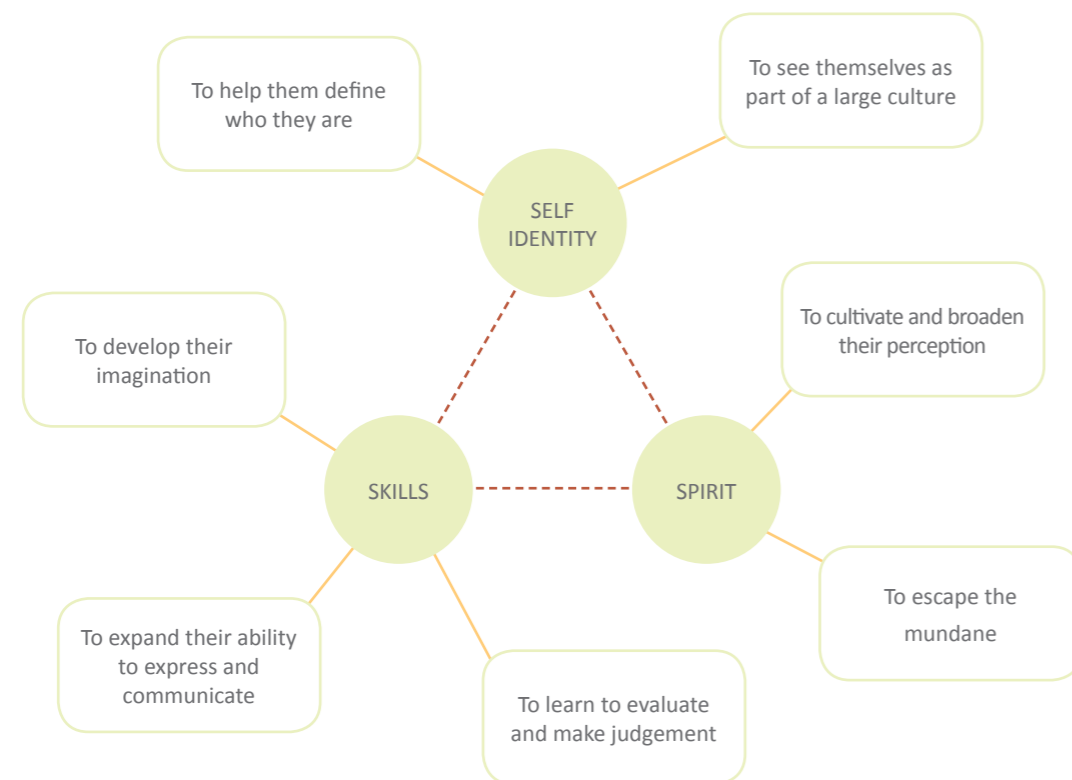 To help them define
who they are
To see themselves as
part of a large culture
SELF
IDENTITY
To cultivate and broaden
their perception
To develop their
imagination
SKILLS
SPIRIT
To escape the
mundane
To expand their ability
to express and
communicate
To learn to evaluate
and make judgement